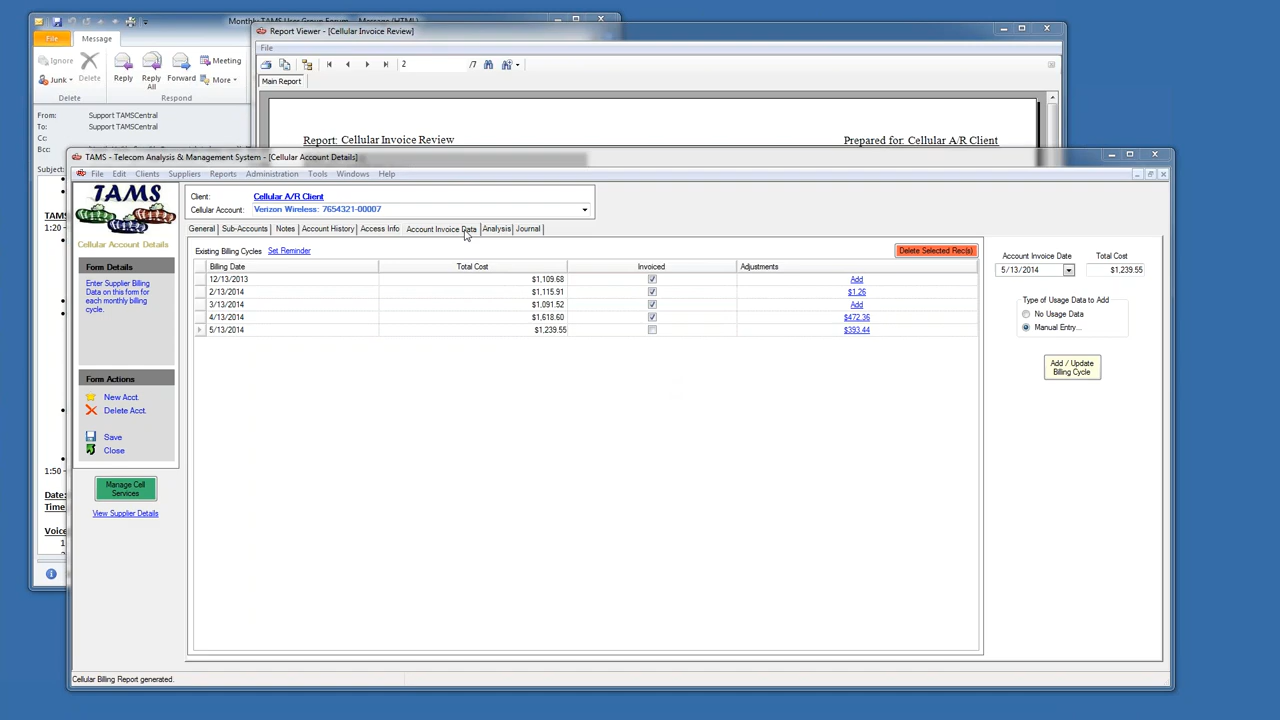 Monthly TAMS User Group Forum - Message (HTML)
File
Message
Ignore
Junk
Delete
Reply
Reply All
Forward
Meeting
More
Delete
Respond
From: Support TAMSCentral
To: Support TAMSCentral
Cc:
Bcc:
Subject:
TAMS
1:20 -
1:50 -
Date:
Time:
Voice
1.
Report Viewer - [Cellular Invoice Review]
File
2 /7
Main Report
Report: Cellular Invoice Review
Prepared for: Cellular A/R Client
TAMS - Telecom Analysis & Management System - [Cellular Account Details]
File Edit Clients Suppliers Reports Administration Tools Windows Help
TAMS
Cellular Account Details
Form Details
Enter Supplier Billing
Data on this form for
each monthly billing
cycle.
Form Actions
New Acct.
Delete Acct.
Save
Close
Manage Cell
Services
View Supplier Details
Client: Cellular A/R Client
Cellular Account: Verizon Wireless: 7654321-00007
General Sub-Accounts Notes Account History Access Info Account Invoice Data Analysis Journal
Existing Billing Cycles Set Reminder
Delete Selected Rec(s)
Billing Date Total Cost Invoiced Adjustments
12/13/2013 $1,109.68 Add
2/13/2014 $1,115.91 $1.26
3/13/2014 $1,091.52 Add
4/13/2014 $1,618.60 $472.36
5/13/2014 $1,239.55 $393.44
Account Invoice Date Total Cost
5/13/2014 $1,239.55
Type of Usage Data to Add
No Usage Data
Manual Entry...
Add / Update
Billing Cycle
Cellular Billing Report generated.